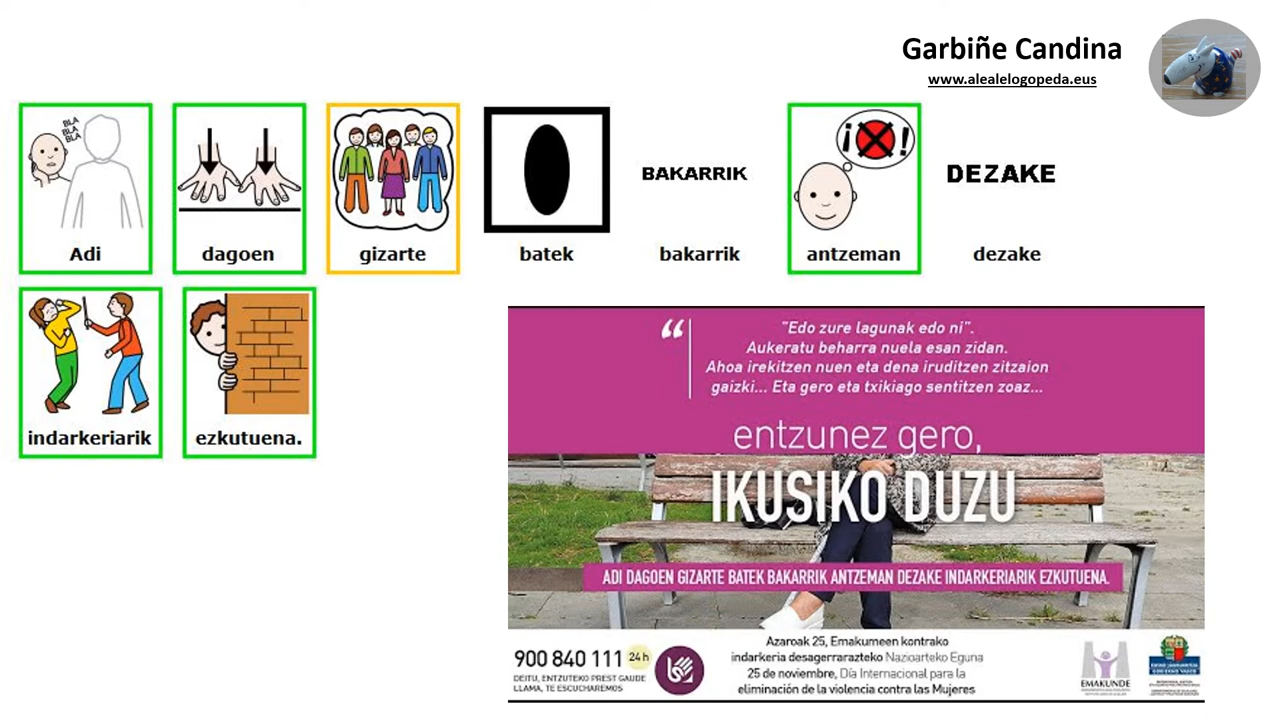 Garbiñe Candina
www.alealelogopeda.eus
BLA
BLA
BLA
¡ !
BAKARRIK
DEZAKE
Adi dagoen gizarte batek bakarrik antzeman dezake
indarkeriarik ezkutuena.
“
"Edo zure lagunak edo ni".
Aukeratu beharra nuela esan zidan.
Ahoa irekitzen nuen eta dena iruditzen zitzaion
gaizki... Eta gero eta txikiago sentitzen zoaz...
entzunez gero,
IKUSIKO DUZU
ADI DAGOEN GIZARTE BATEK BAKARRIK ANTZEMAN DEZAKE INDARKERIARIK EZKUTUENA.
900 840 111 24h
DEITU, ENTZUTEKO PREST GAUDE
LLAMA, TE ESCUCHAREMOS
Azaroak 25, Emakumeen kontrako
indarkeria desagerrarazteko Nazioarteko Eguna
25 de noviembre, Día Internacional para la
eliminación de la violencia contra las Mujeres
EMAKUNDE
EUSKO JAURLARITZA
GOBIERNO VASCO